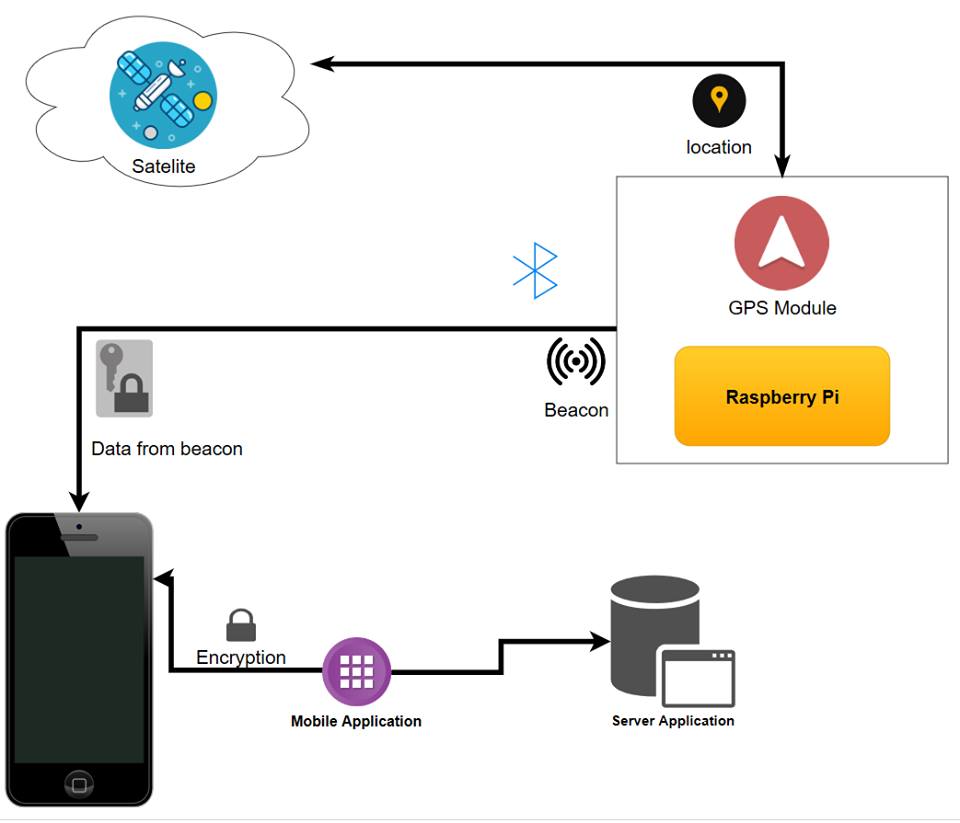 Satelite
location
GPS Module
Raspberry Pi
Beacon
Data from beacon
Encryption
Mobile Application
Server Application